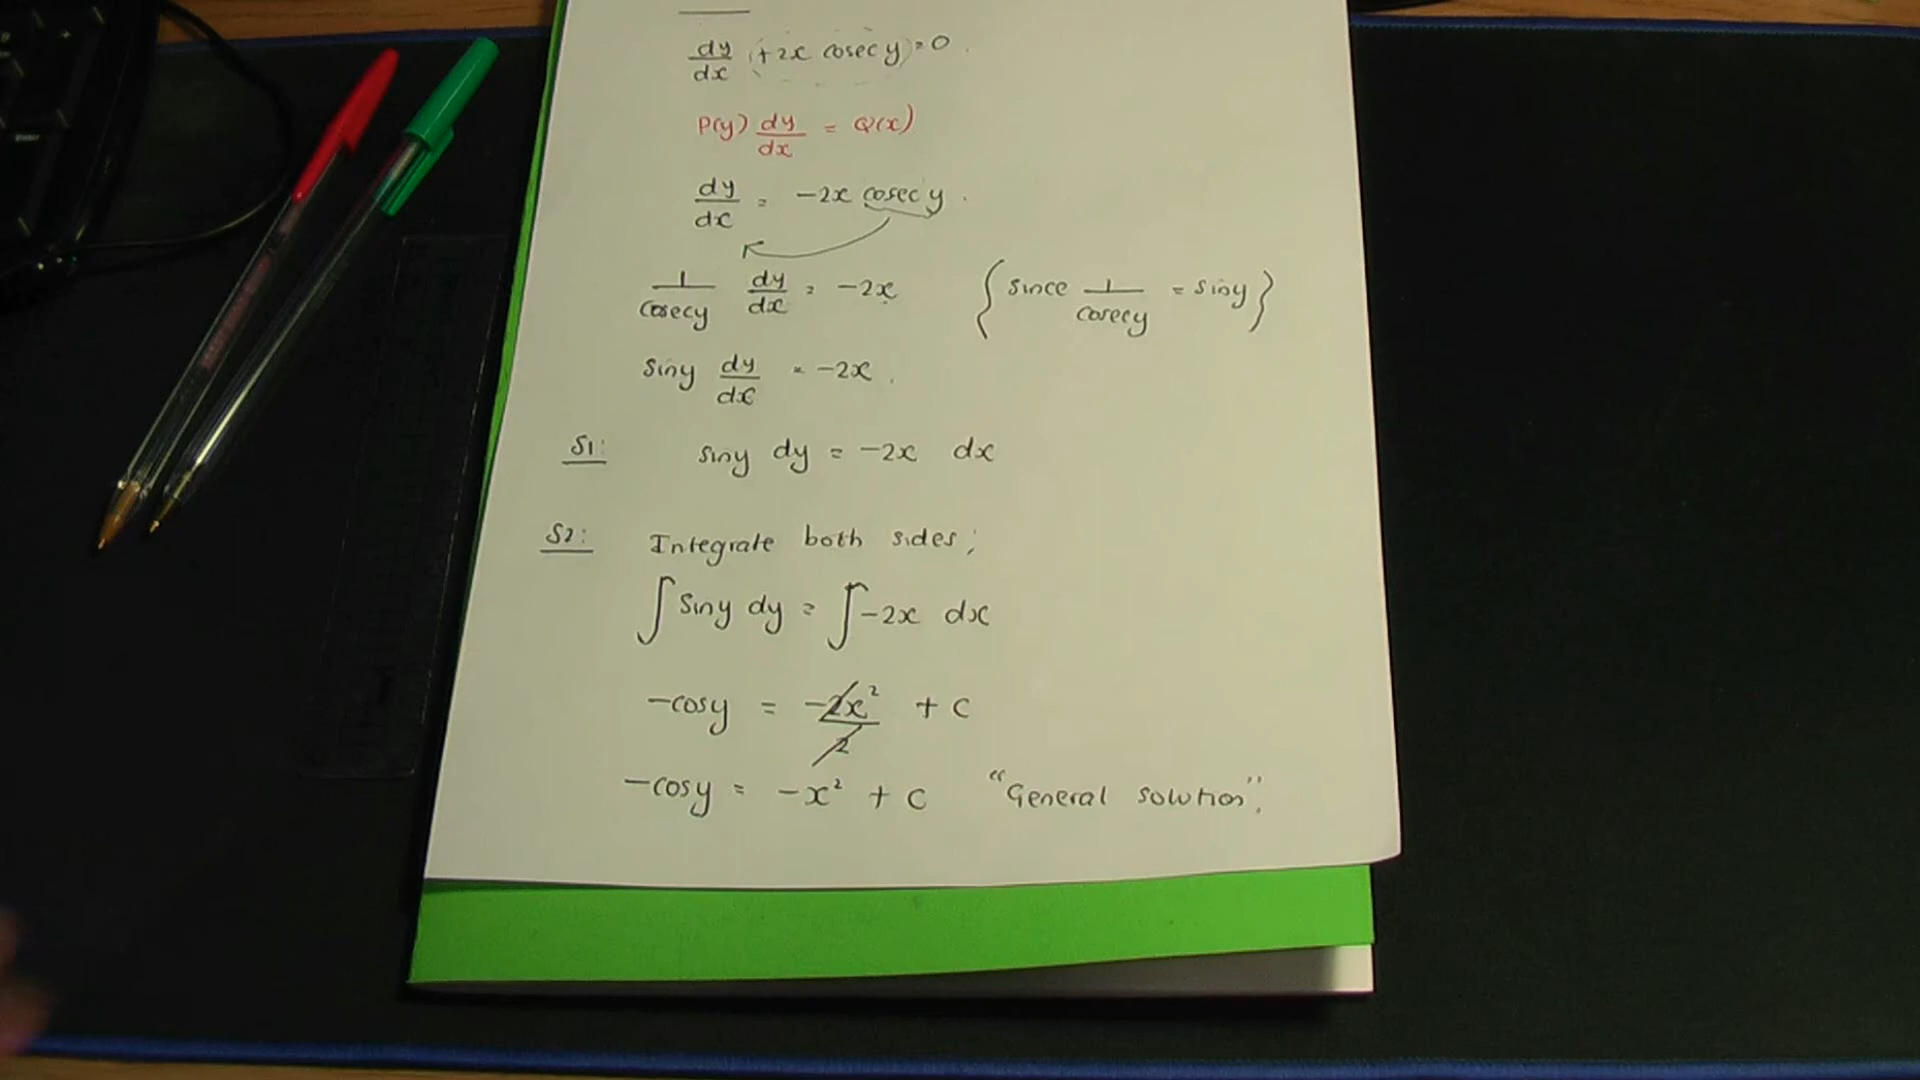 dy/dx + 2x cosec y = 0.
P(y) dy/dx = Q(x)
dy/dx = -2x cosec y.
1/cosec y dy/dx = -2x {since 1/cosec y = sin y}
sin y dy/dx = -2x.
S1: sin y dy = -2x dx
S2: Integrate both sides;
∫ sin y dy = ∫ -2x dx
-cos y = -2x²/2 + c
-cos y = -x² + c "General solution".